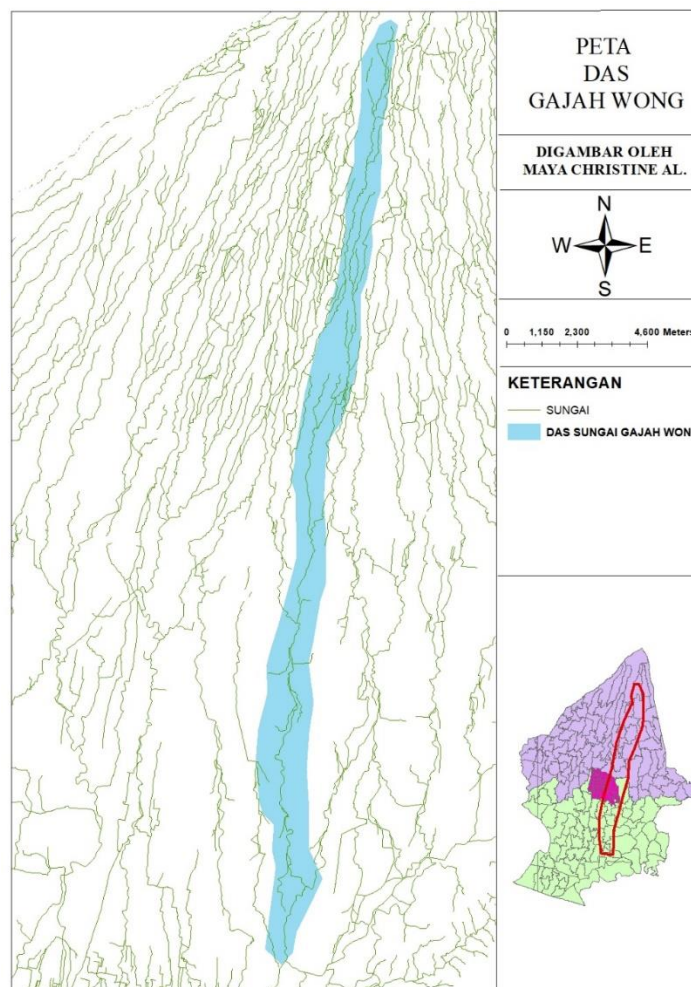 PETA
DAS
GAJAH WONG
DIGAMBAR OLEH
MAYA CHRISTINE AL.
N
W E
S
0 1,150 2,300 4,600 Meters
KETERANGAN
SUNGAI
DAS SUNGAI GAJAH WON